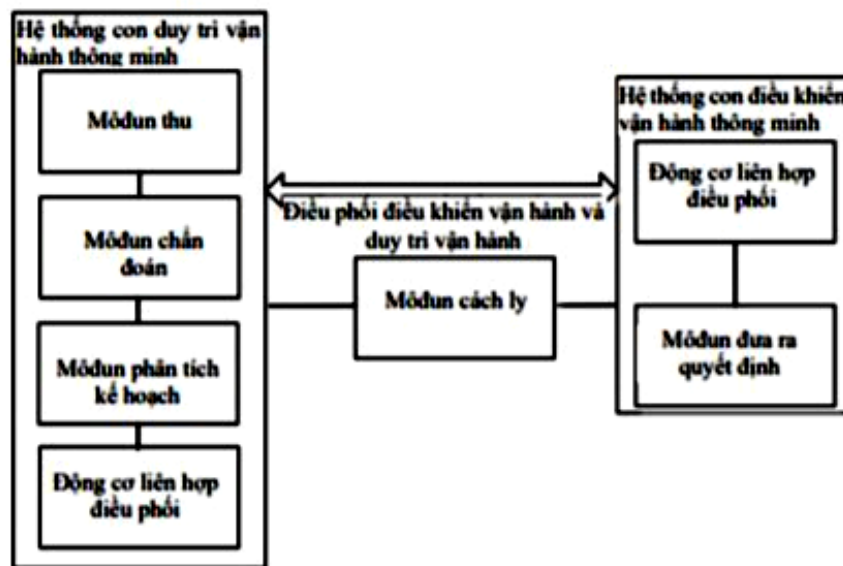 Hệ thống con duy trì vận
hành thông minh
Môđun thu
Môđun chẩn
đoán
Môđun phân tích
kế hoạch
Động cơ liên hợp
điều phối
Điều phối điều khiển vận hành và
duy trì vận hành
Môđun cách ly
Hệ thống con điều khiển
vận hành thông minh
Động cơ liên hợp
điều phối
Môđun đưa ra
quyết định